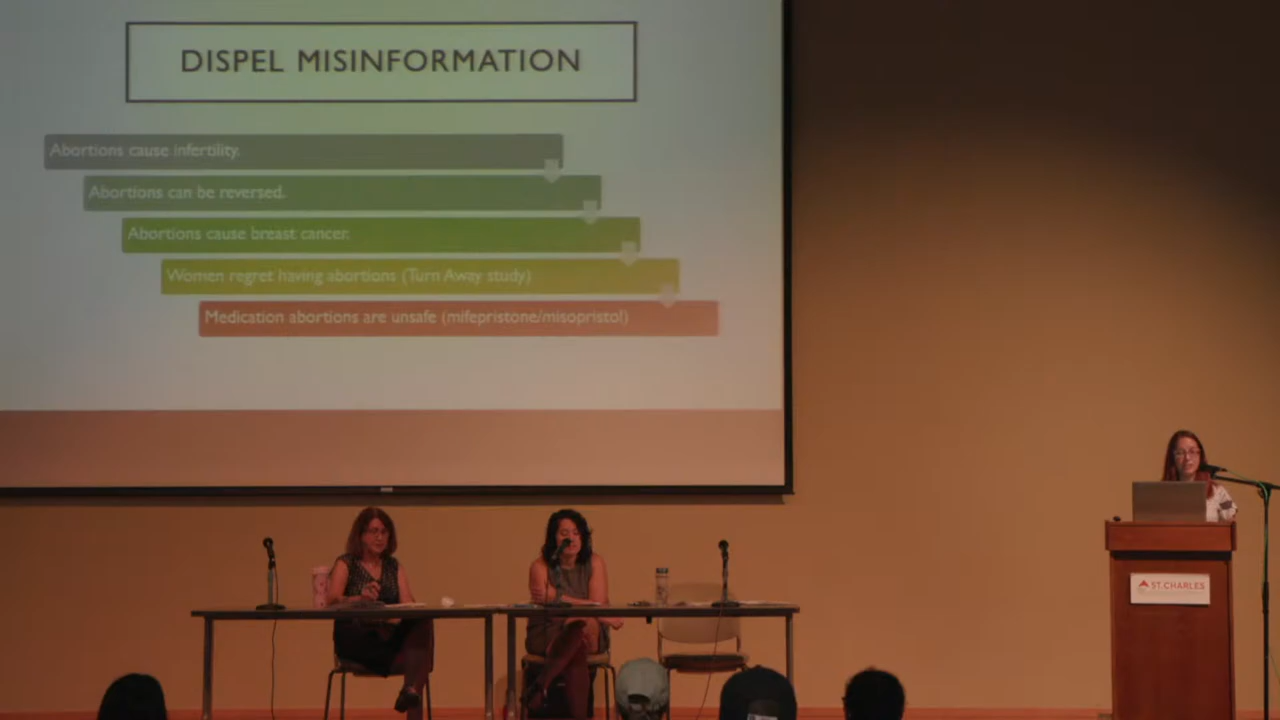 DISPEL MISINFORMATION
Abortions cause infertility.
Abortions can be reversed.
Abortions cause breast cancer.
Women regret having abortions (Turn Away study)
Medication abortions are unsafe (mifepristone/misopristol)
ST.CHARLES